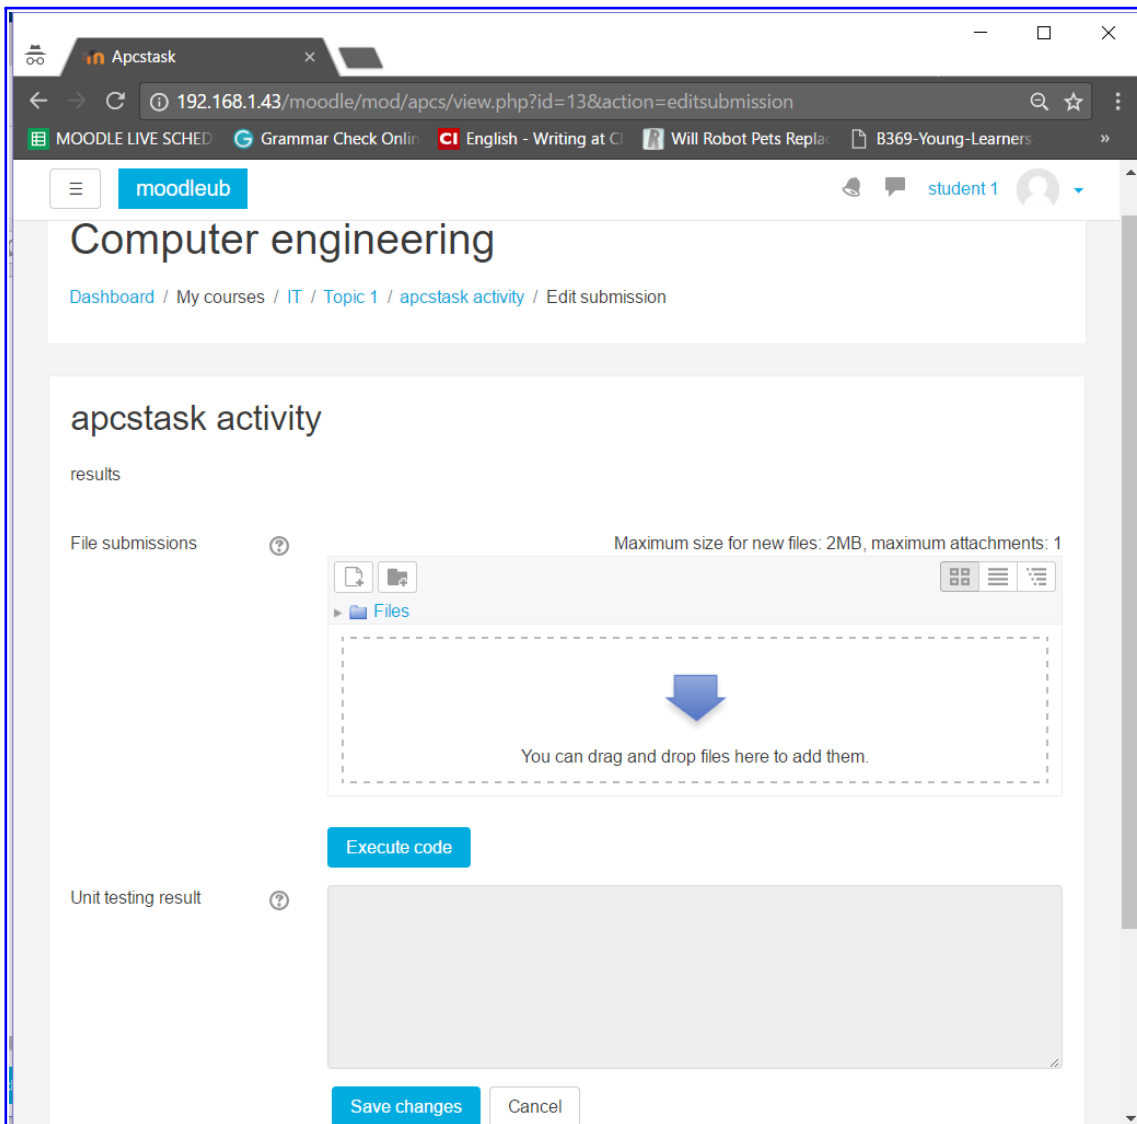 Apcstask
192.168.1.43/moodle/mod/apcs/view.php?id=13&action=editsubmission
MOODLE LIVE SCHED Grammar Check Onlin CI English - Writing at Cl Will Robot Pets Repla B369-Young-Learners- »
moodleub student 1
Computer engineering
Dashboard / My courses / IT / Topic 1 / apcstask activity / Edit submission
apcstask activity
results
File submissions Maximum size for new files: 2MB, maximum attachments: 1
Files
You can drag and drop files here to add them.
Execute code
Unit testing result
Save changes Cancel